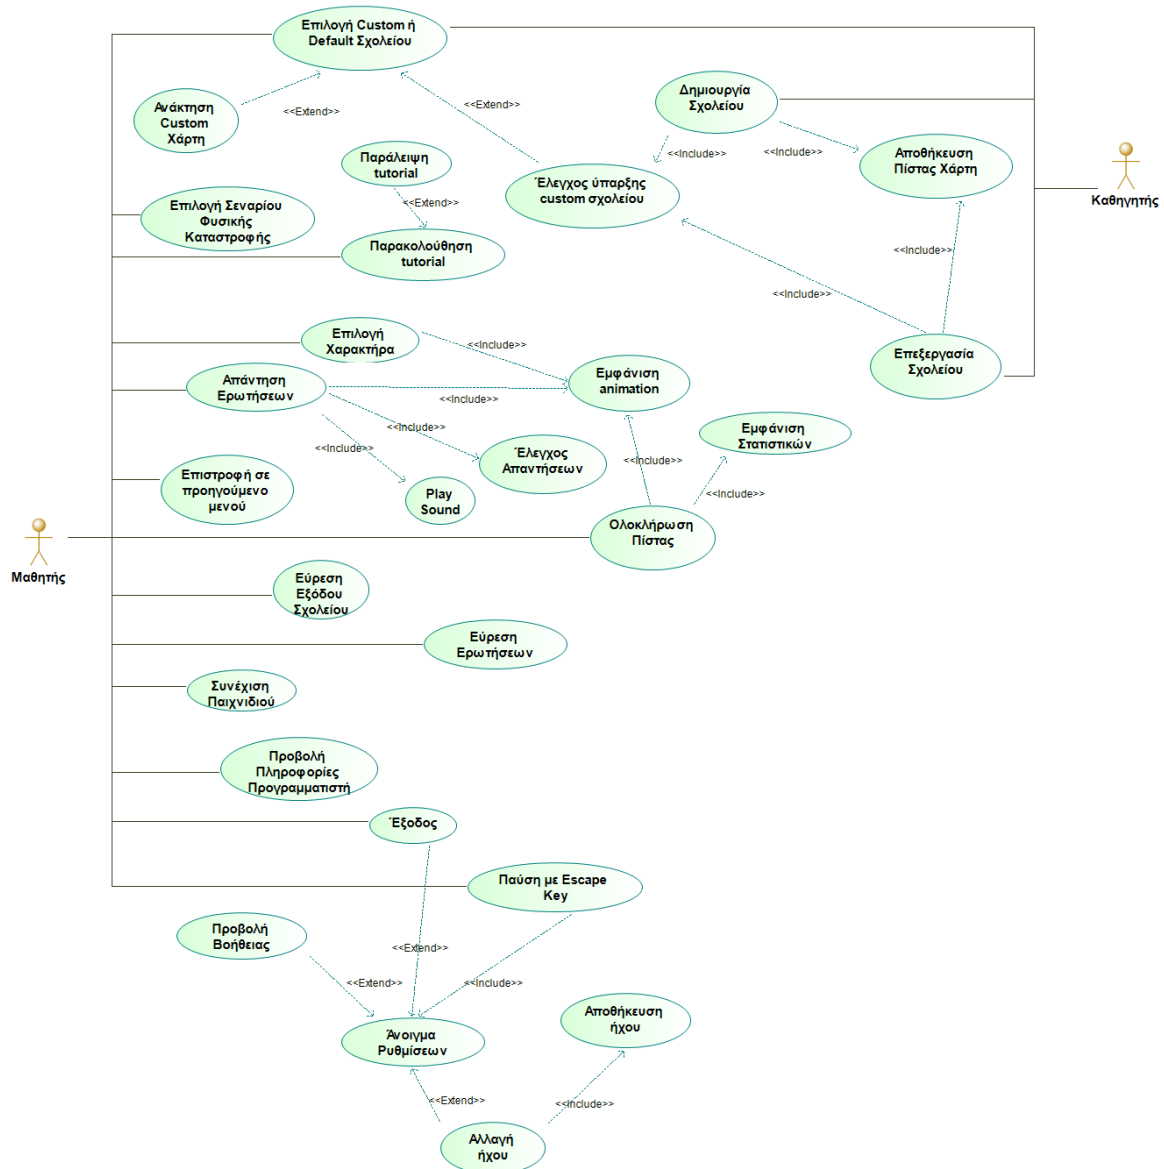 Επιλογή Custom ή
Default Σχολείου
Ανάκτηση
Custom
Χάρτη
<<Extend>>
<<Extend>>
Δημιουργία
Σχολείου
<<Include>>
<<Include>>
Αποθήκευση
Πίστας Χάρτη
Καθηγητής
Παράλειψη
tutorial
Έλεγχος ύπαρξης
custom σχολείου
<<Extend>>
Επιλογή Σεναρίου
Φυσικής
Καταστροφής
Παρακολούθηση
tutorial
<<Include>>
<<Include>>
Επιλογή
Χαρακτήρα
<<Include>>
Επεξεργασία
Σχολείου
Απάντηση
Ερωτήσεων
Εμφάνιση
animation
<<Include>>
<<Include>>
<<Include>>
Εμφάνιση
Στατιστικών
Έλεγχος
Απαντήσεων
<<Include>>
<<Include>>
Επιστροφή σε
προηγούμενο
μενού
Play
Sound
Ολοκλήρωση
Πίστας
Μαθητής
Εύρεση
Εξόδου
Σχολείου
Εύρεση
Ερωτήσεων
Συνέχιση
Παιχνιδιού
Προβολή
Πληροφορίες
Προγραμματιστή
Έξοδος
Παύση με Escape
Key
Προβολή
Βοήθειας
<<Extend>>
<<Extend>>
<<Include>>
Αποθήκευση
ήχου
Άνοιγμα
Ρυθμίσεων
<<Extend>>
<<Include>>
Αλλαγή
ήχου